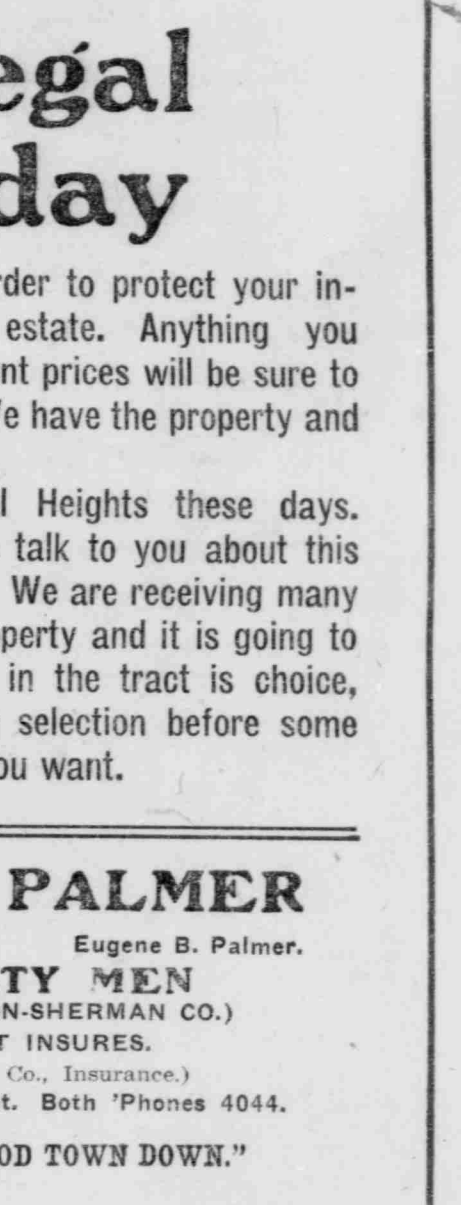 egal
day
rder to protect your in-
estate. Anything you
nt prices will be sure to
e have the property and
l Heights these days.
talk to you about this
We are receiving many
perty and it is going to
in the tract is choice,
selection before some
ou want.
PALMER
Eugene B. Palmer.
TY MEN
N-SHERMAN CO.)
T INSURES.
Co., Insurance.)
t. Both 'Phones 4044.
OD TOWN DOWN."